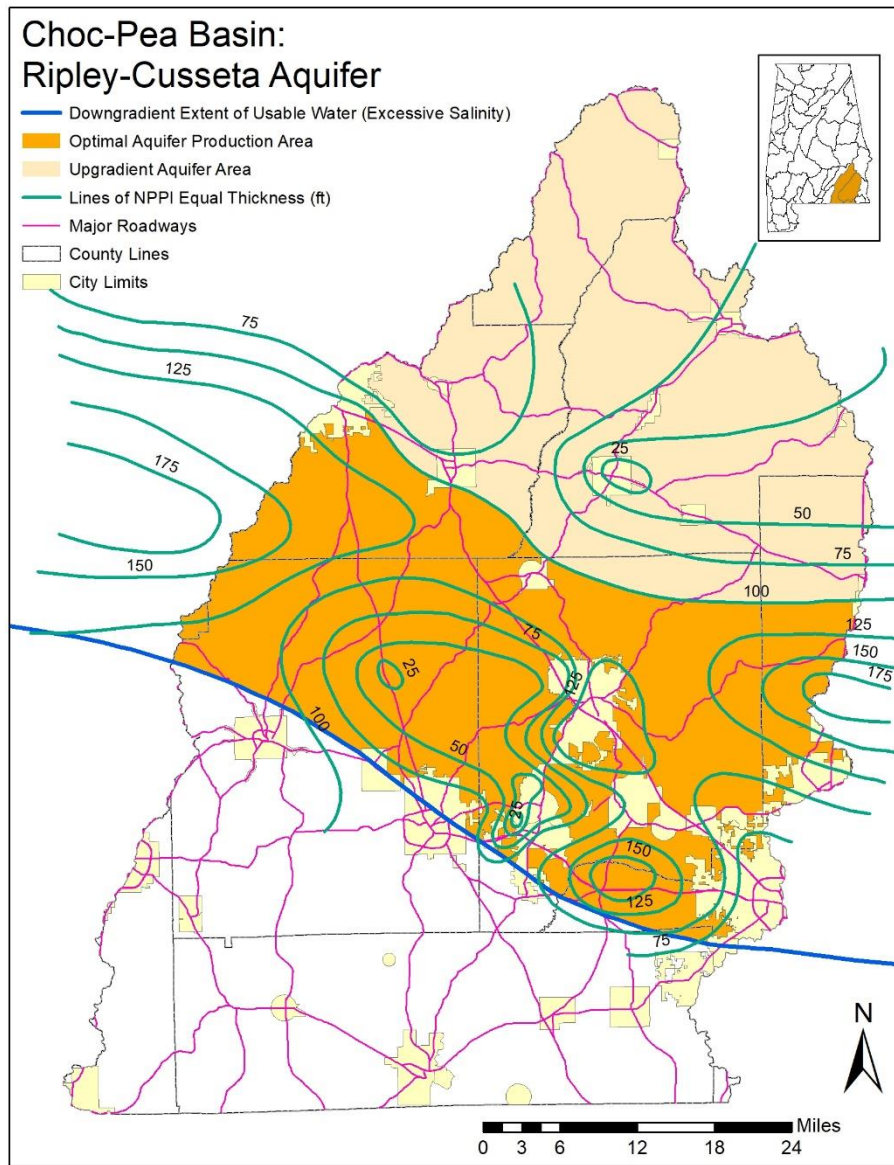 Choc-Pea Basin:
Ripley-Cusseta Aquifer
Downgradient Extent of Usable Water (Excessive Salinity)
Optimal Aquifer Production Area
Upgradient Aquifer Area
Lines of NPPI Equal Thickness (ft)
Major Roadways
County Lines
City Limits
75
125
175
150
25
50
75
100
125
150
175
75
25
125
100
50
25
150
125
75
N
Miles
0 3 6 12 18 24